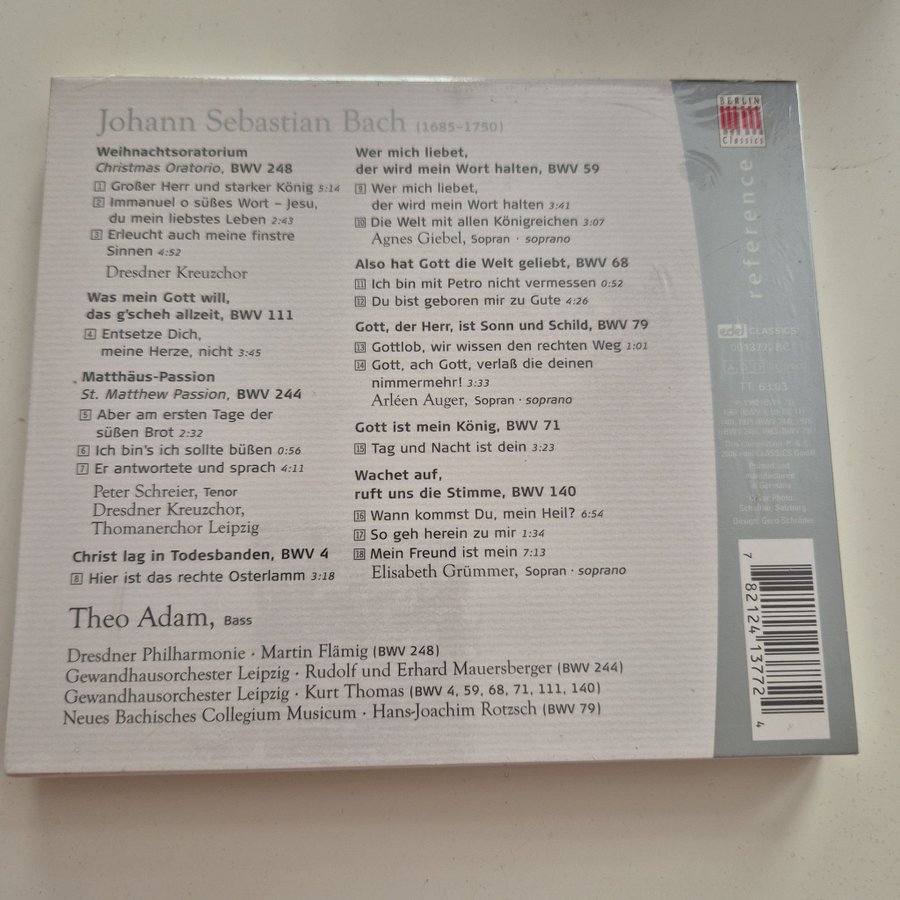 Johann Sebastian Bach (1685–1750)
Weihnachtsoratorium
Christmas Oratorio, BWV 248
1 Großer Herr und starker König 5:14
2 Immanuel o süßes Wort – Jesu,
du mein liebstes Leben 2:43
3 Erleucht auch meine finstre
Sinnen 4:52
Dresdner Kreuzchor
Was mein Gott will,
das g'scheh allzeit, BWV 111
4 Entsetze Dich,
meine Herze, nicht 3:45
Matthäus-Passion
St. Matthew Passion, BWV 244
5 Aber am ersten Tage der
süßen Brot 2:32
6 Ich bin's ich sollte büßen 0:56
7 Er antwortete und sprach 4:11
Peter Schreier, Tenor
Dresdner Kreuzchor,
Thomanerchor Leipzig
Christ lag in Todesbanden, BWV 4
8 Hier ist das rechte Osterlamm 3:18
Wer mich liebet,
der wird mein Wort halten, BWV 59
9 Wer mich liebet,
der wird mein Wort halten 3:41
10 Die Welt mit allen Königreichen 3:07
Agnes Giebel, Sopran · soprano
Also hat Gott die Welt geliebt, BWV 68
11 Ich bin mit Petro nicht vermessen 0:52
12 Du bist geboren mir zu Gute 4:26
Gott, der Herr, ist Sonn und Schild, BWV 79
13 Gottlob, wir wissen den rechten Weg 1:01
14 Gott, ach Gott, verlaß die deinen
nimmermehr! 3:33
Arléen Auger, Sopran · soprano
Gott ist mein König, BWV 71
15 Tag und Nacht ist dein 3:23
Wachet auf,
ruft uns die Stimme, BWV 140
16 Wann kommst Du, mein Heil? 6:54
17 So geh herein zu mir 1:34
18 Mein Freund ist mein 7:13
Elisabeth Grümmer, Sopran · soprano
Theo Adam, Bass
Dresdner Philharmonie · Martin Flämig (BWV 248)
Gewandhausorchester Leipzig · Rudolf und Erhard Mauersberger (BWV 244)
Gewandhausorchester Leipzig · Kurt Thomas (BWV 4, 59, 68, 71, 111, 140)
Neues Bachisches Collegium Musicum · Hans-Joachim Rotzsch (BWV 79)
BERLIN
Classics
reference
edel CLASSICS
0013772BC
ADD
TT: 63:03
Printed and
manufactured
in Germany
Photo:
Salzburg
Design: Gerd Schröder
7 82124 13772 4